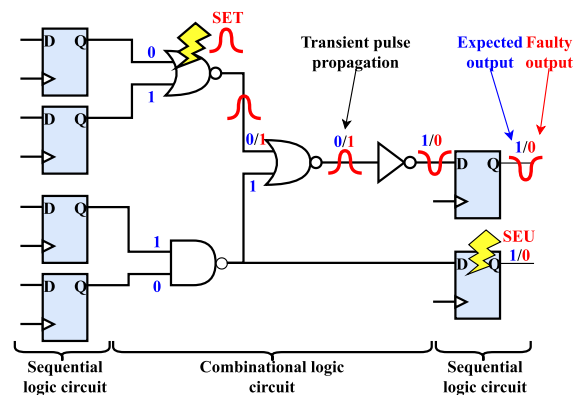 SET
D Q
0
Transient pulse
propagation
Expected
output
Faulty
output
1
D Q
0/1
0/1
1/0
1/0
D Q
1
D Q
1
SEU
D Q
1/0
0
D Q
Sequential
logic circuit
Combinational logic
circuit
Sequential
logic circuit